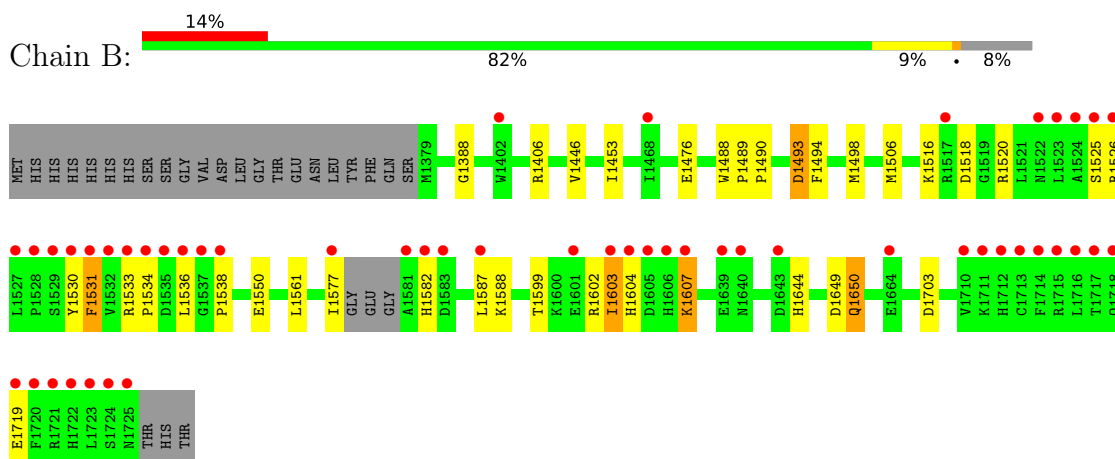 14%
Chain B:
82% 9% • 8%
MET HIS HIS HIS HIS HIS HIS SER SER GLY VAL ASP LEU GLY THR GLU ASN LEU TYR PHE GLN SER M1379 G1388 W1402 R1406 V1446 I1453 I1468 E1476 W1488 P1489 P1490 D1493 F1494 M1498 M1506 K1516 R1517 D1518 G1519 R1520 L1521 N1522 L1523 A1524 S1525 R1526
L1527 P1528 S1529 Y1530 F1531 V1532 R1533 P1534 D1535 L1536 G1537 P1538 E1550 L1561 I1577 GLY GLU GLY A1581 H1582 D1583 L1587 K1588 T1599 K1600 E1601 R1602 I1603 H1604 D1605 H1606 K1607 E1639 N1640 D1643 H1644 D1649 Q1650 E1664 D1703 V1710 K1711 H1712 C1713 F1714 R1715 L1716 T1717 Q1718
E1719 F1720 R1721 H1722 L1723 S1724 N1725 THR HIS THR